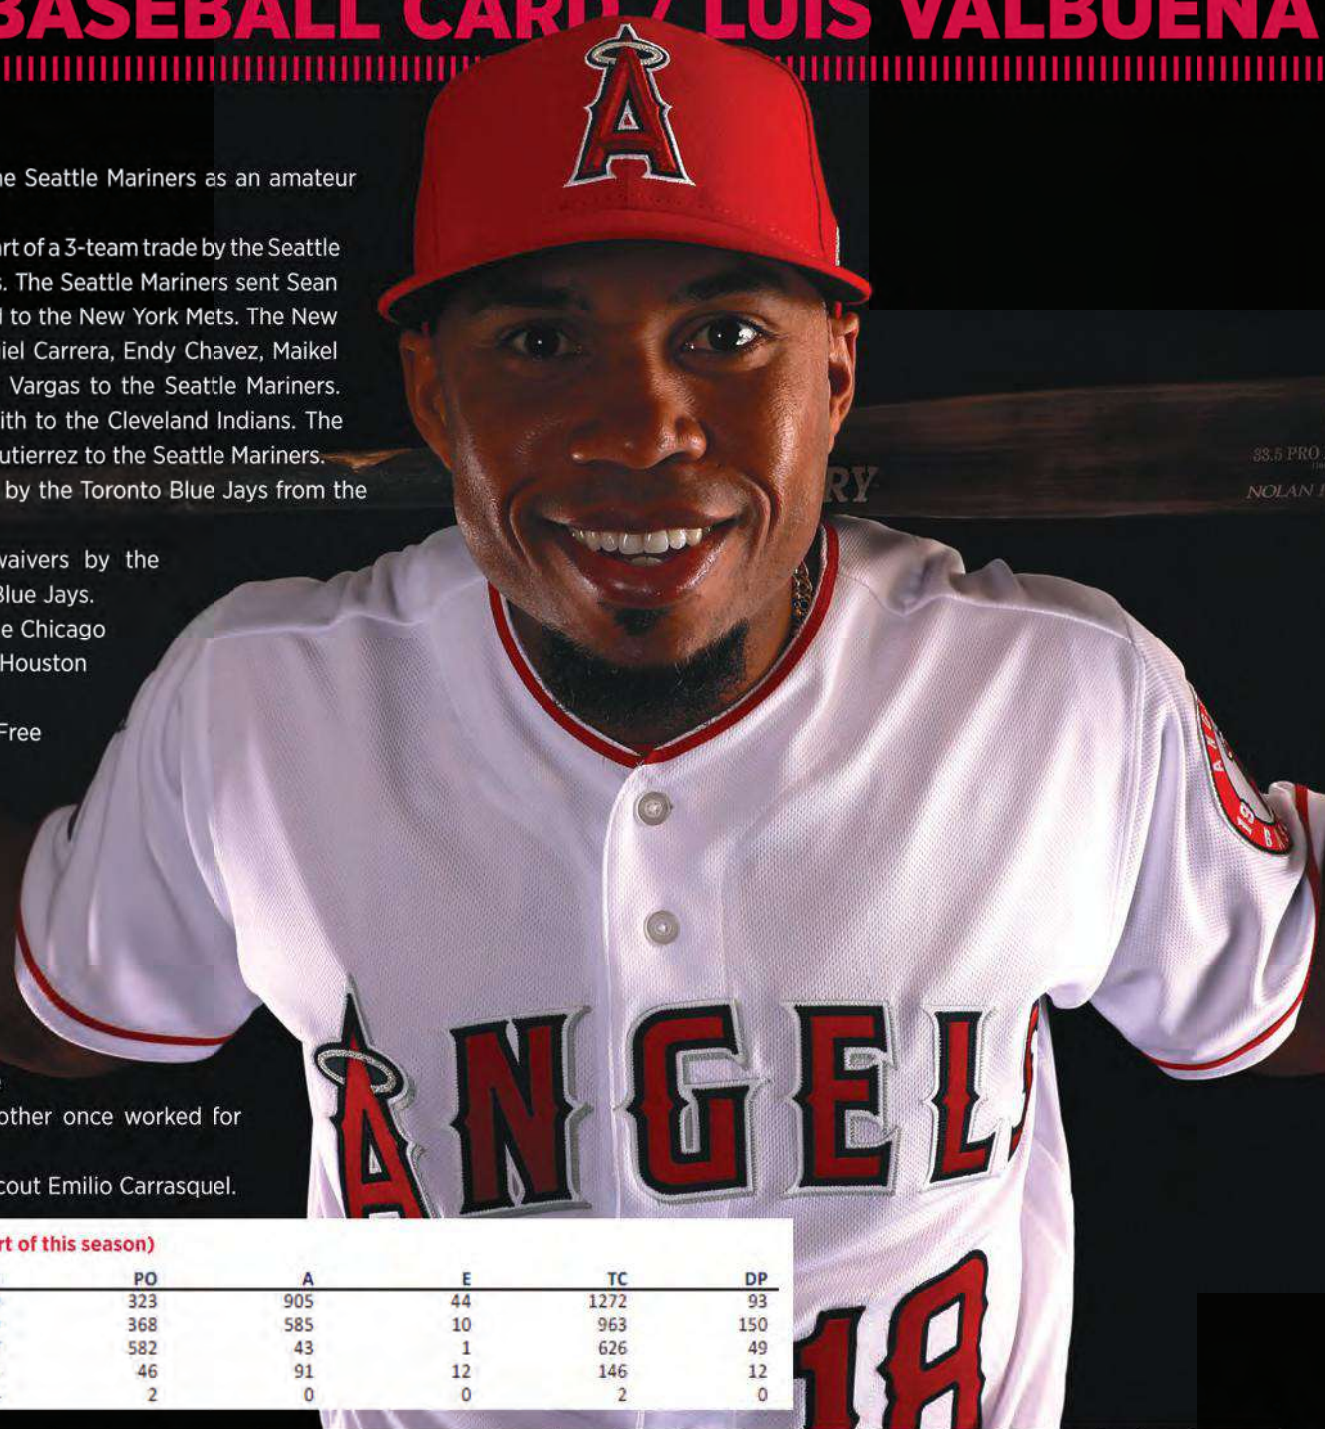 BASEBALL CARD / LUIS VALBUENA
A
he Seattle Mariners as an amateur
art of a 3-team trade by the Seattle
s. The Seattle Mariners sent Sean
d to the New York Mets. The New
iel Carrera, Endy Chavez, Maikel
Vargas to the Seattle Mariners.
ith to the Cleveland Indians. The
utierrez to the Seattle Mariners.
by the Toronto Blue Jays from the
waivers by the
Blue Jays.
e Chicago
Houston
Free
other once worked for
cout Emilio Carrasquel.
RY
33.5 PRO
NOLAN
ANGELS
18
rt of this season)
PO A E TC DP
323 905 44 1272 93
368 585 10 963 150
582 43 1 626 49
46 91 12 146 12
2 0 0 2 0